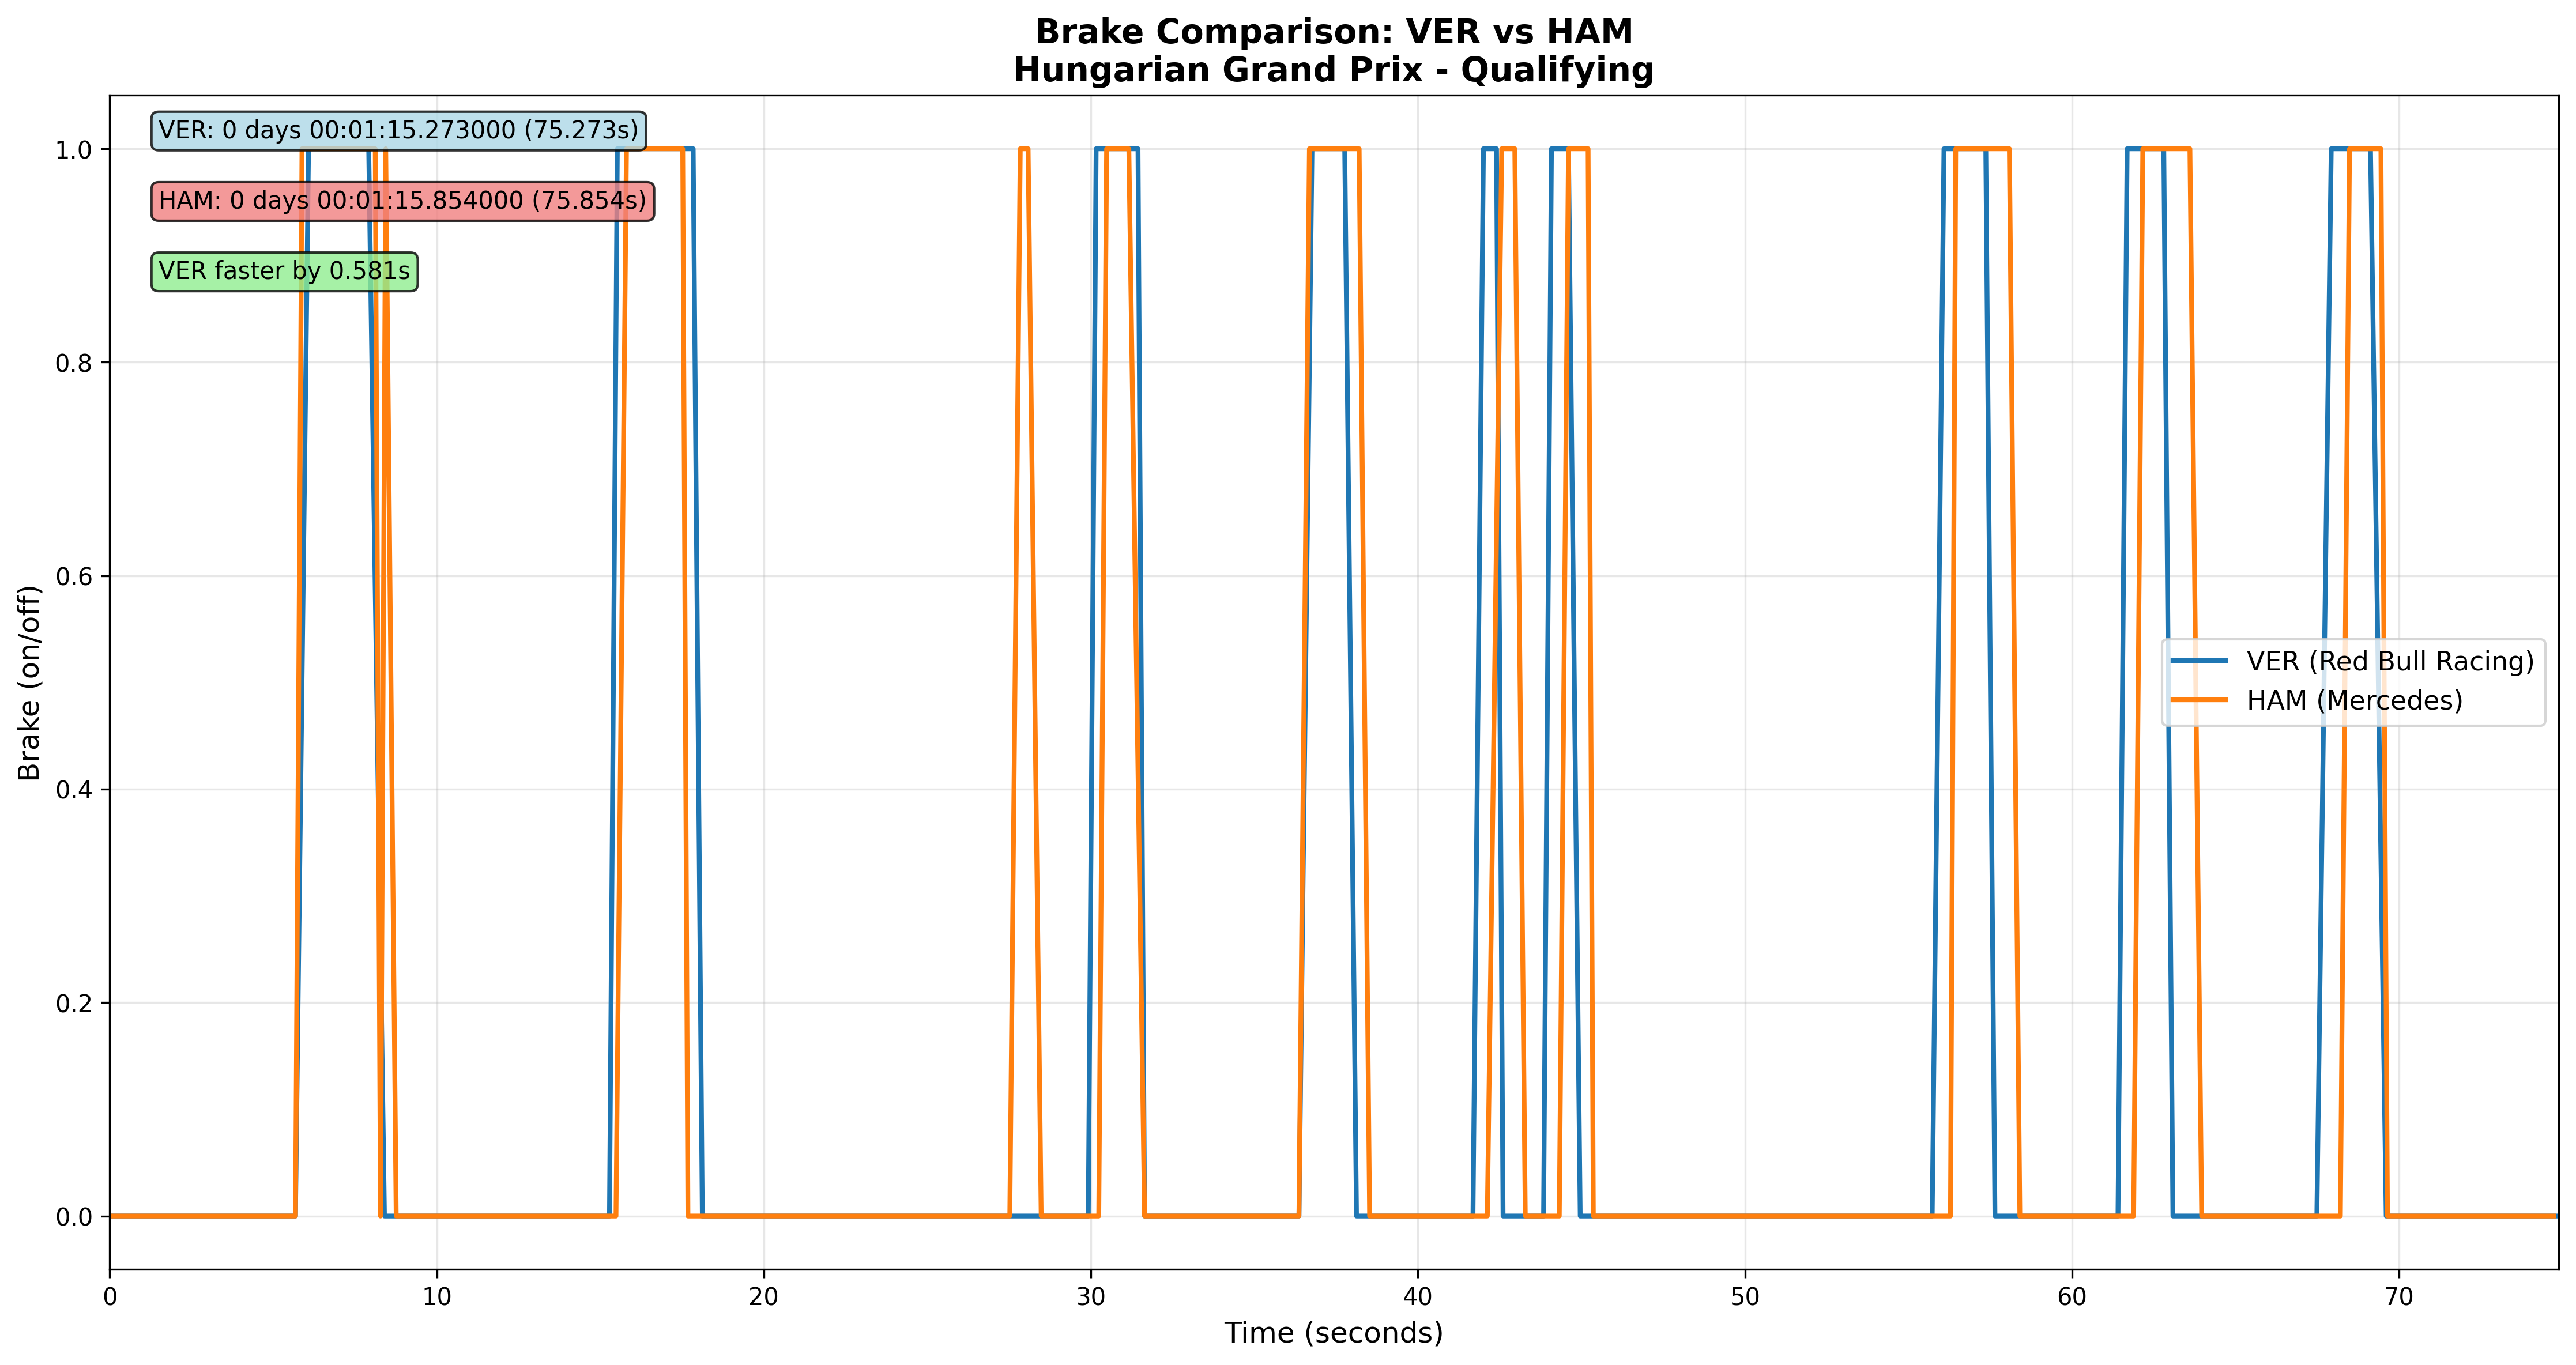 Brake Comparison: VER vs HAM
Hungarian Grand Prix - Qualifying
VER: 0 days 00:01:15.273000 (75.273s)
HAM: 0 days 00:01:15.854000 (75.854s)
VER faster by 0.581s
Brake (on/off)
1.0
0.8
0.6
0.4
0.2
0.0
VER (Red Bull Racing)
HAM (Mercedes)
0 10 20 30 40 50 60 70
Time (seconds)